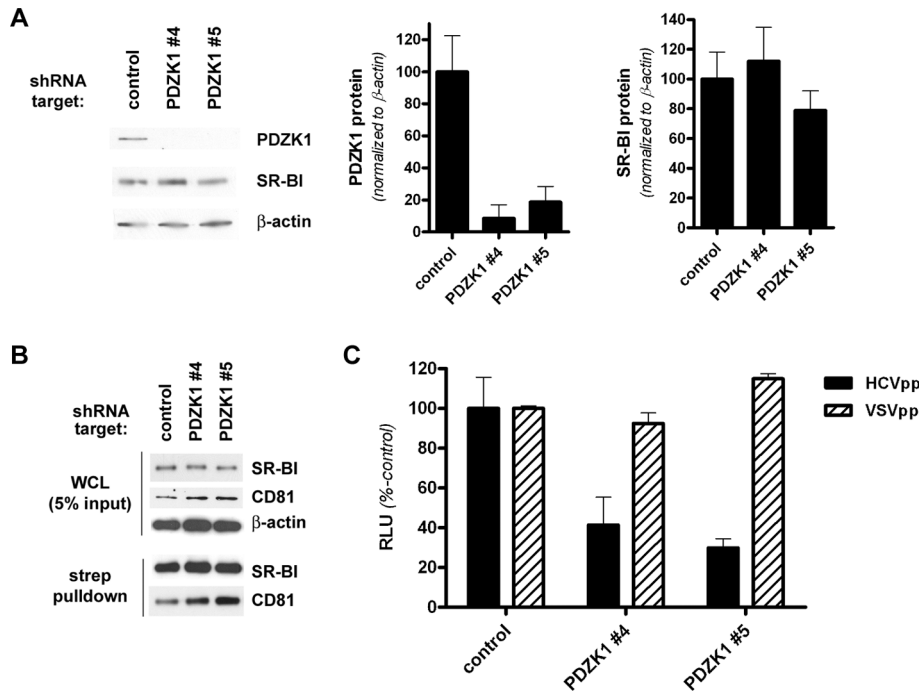 A
shRNA
target:
control
PDZK1 #4
PDZK1 #5
PDZK1
SR-BI
β-actin
PDZK1 protein
(normalized to β-actin)
120
100
80
60
40
20
0
control
PDZK1 #4
PDZK1 #5
SR-BI protein
(normalized to β-actin)
140
120
100
80
60
40
20
0
control
PDZK1 #4
PDZK1 #5
B
shRNA
target:
control
PDZK1 #4
PDZK1 #5
WCL
(5% input)
SR-BI
CD81
β-actin
strep
pulldown
SR-BI
CD81
C
RLU (%-control)
120
100
80
60
40
20
0
control
PDZK1 #4
PDZK1 #5
HCVpp
VSVpp